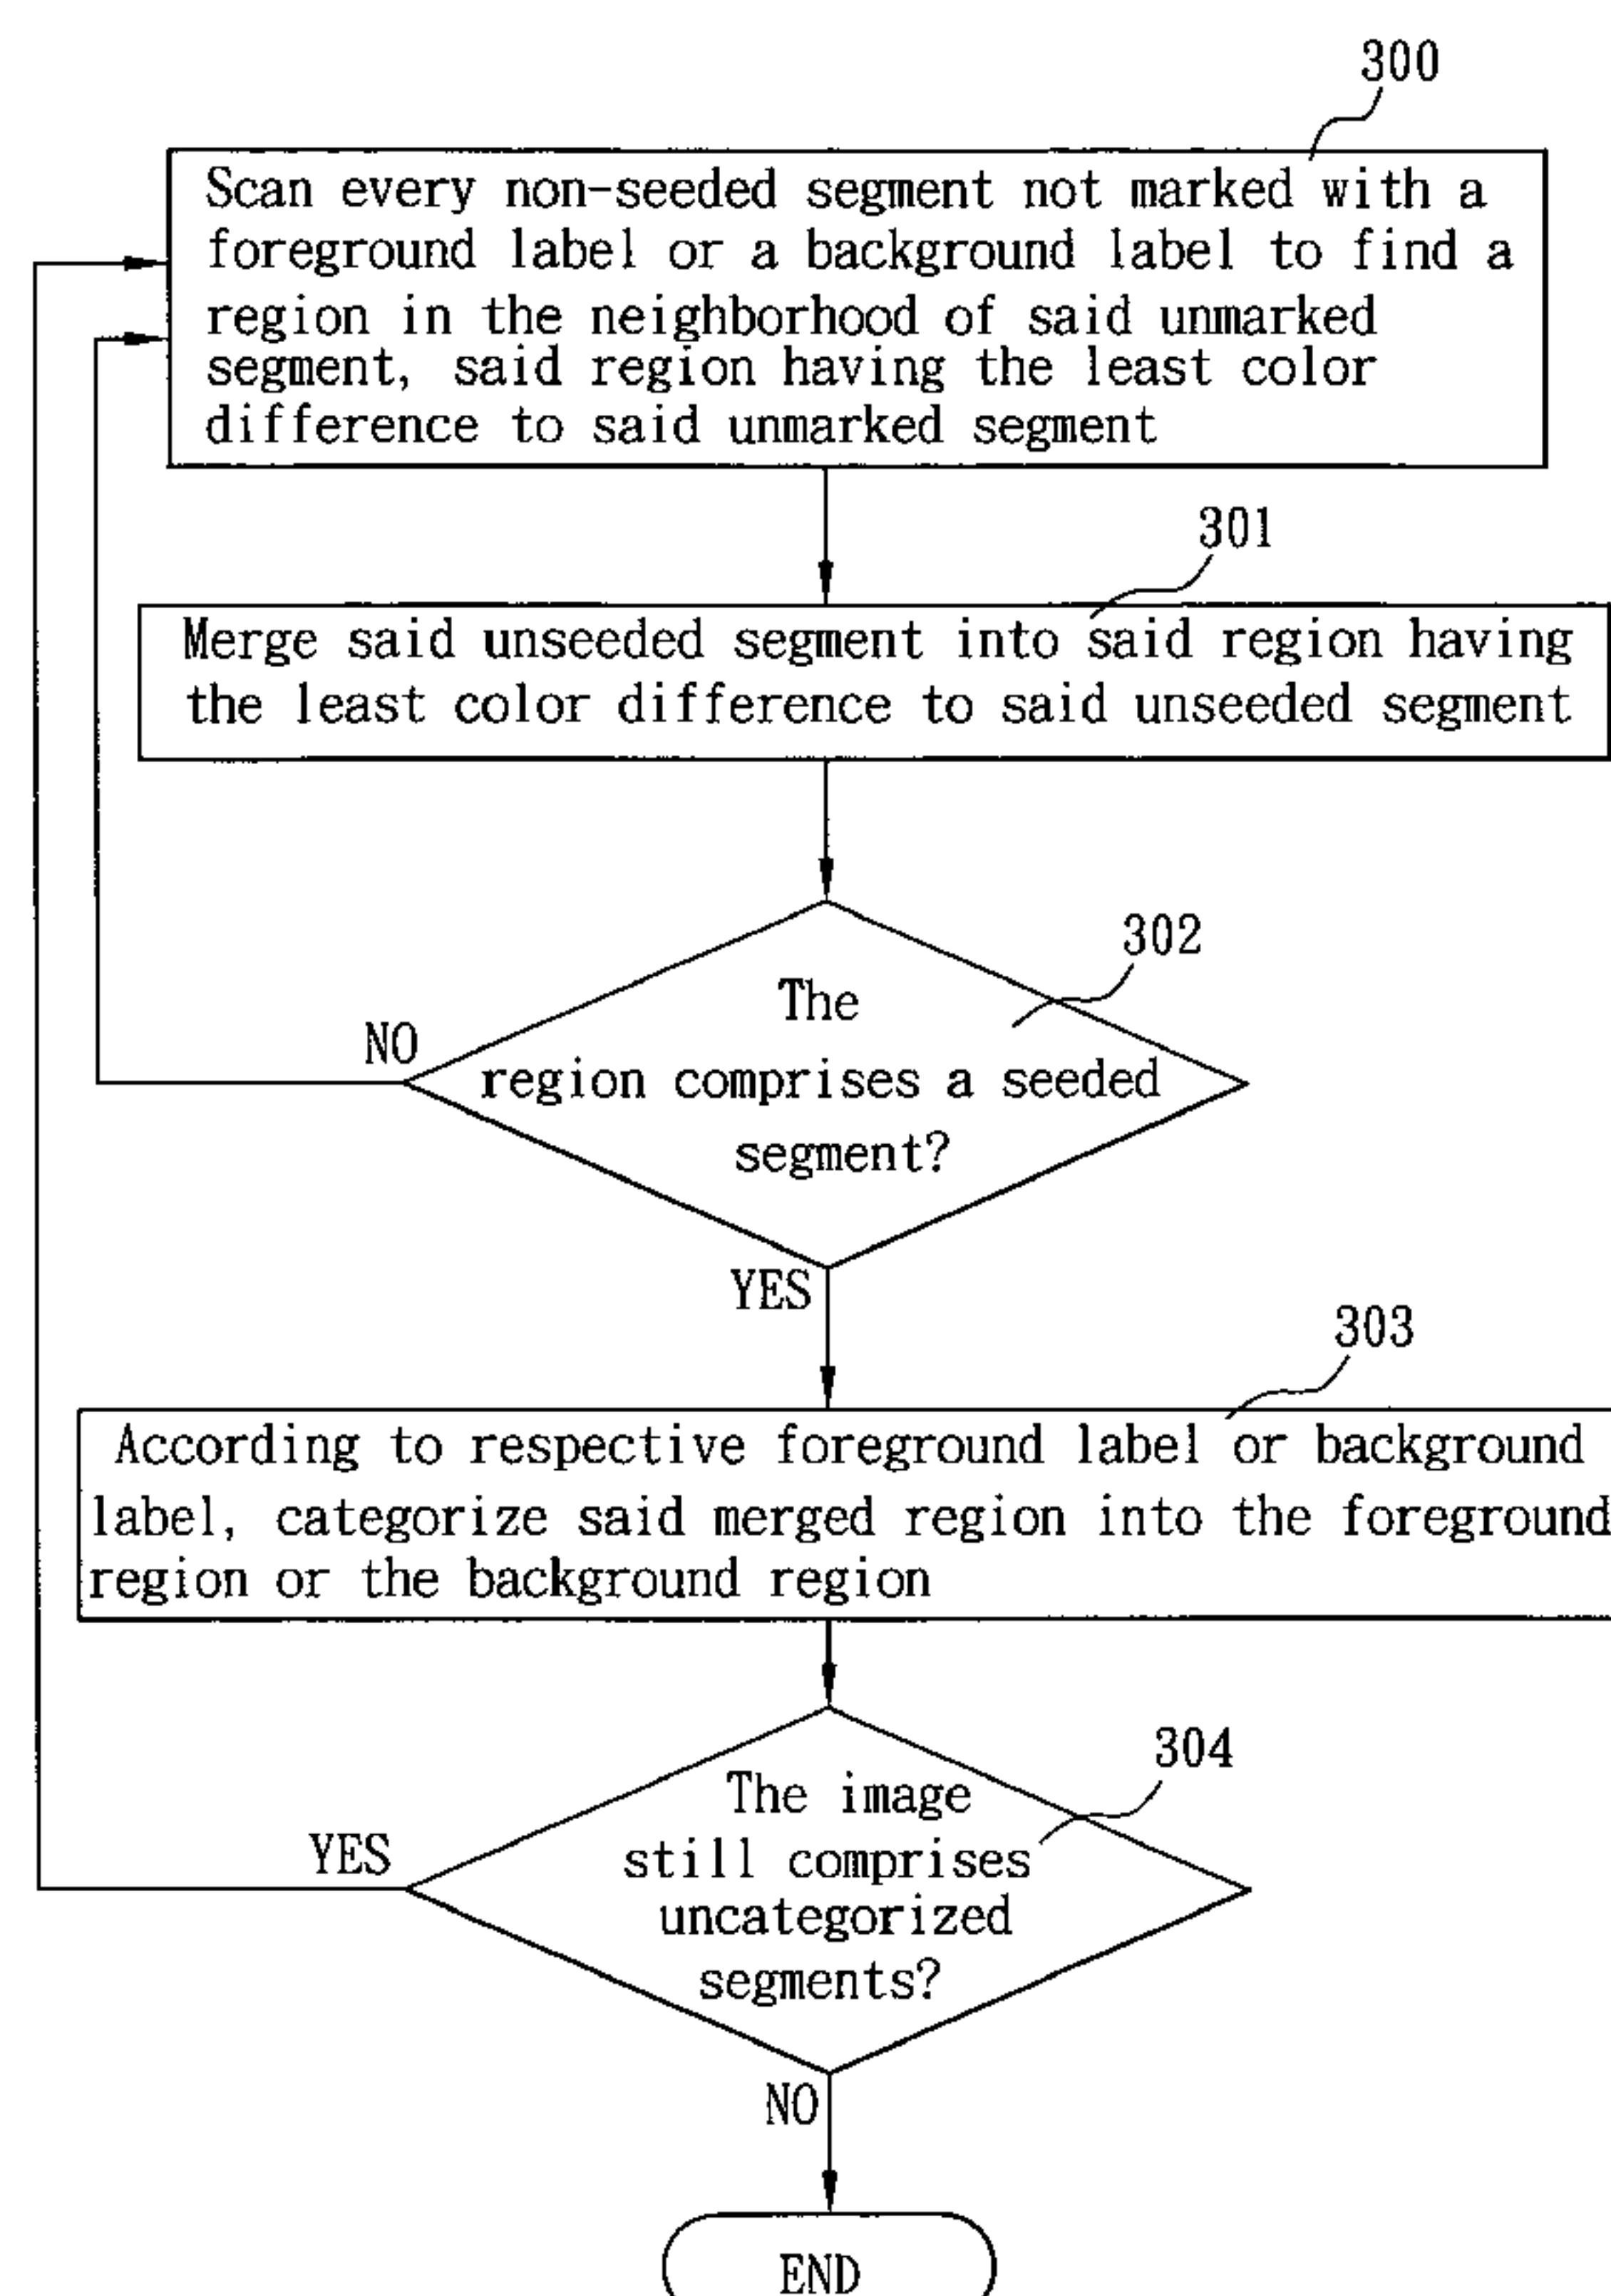 300
Scan every non-seeded segment not marked with a
foreground label or a background label to find a
region in the neighborhood of said unmarked
segment, said region having the least color
difference to said unmarked segment
301
Merge said unseeded segment into said region having
the least color difference to said unseeded segment
302
The
region comprises a seeded
segment?
NO
YES
303
According to respective foreground label or background
label, categorize said merged region into the foreground
region or the background region
304
The image
still comprises
uncategorized
segments?
YES
NO
END